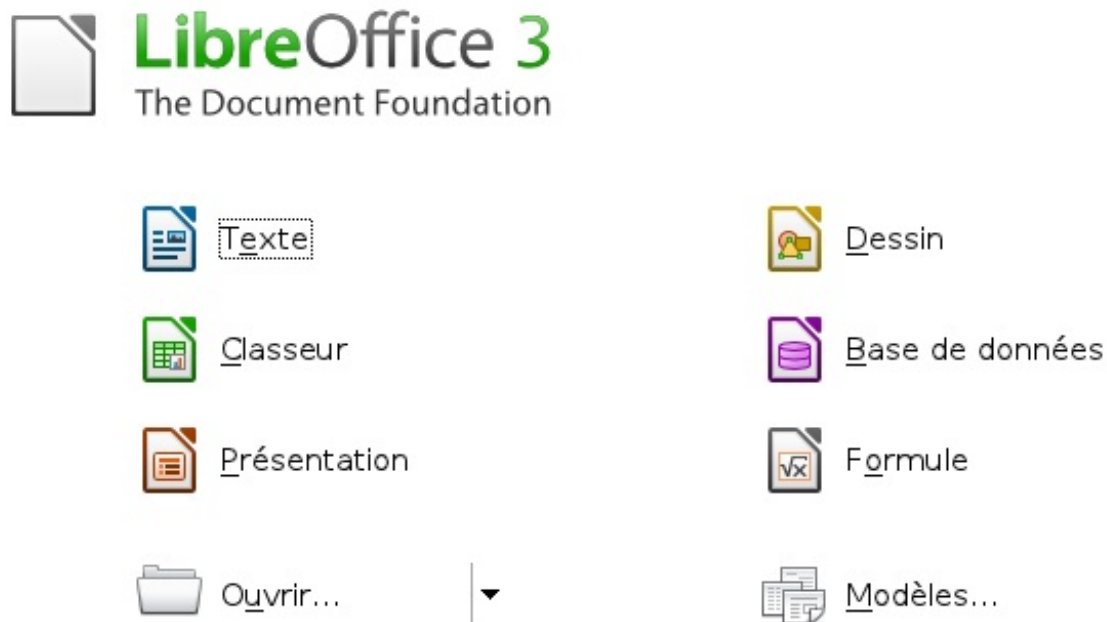 LibreOffice 3
The Document Foundation
Texte
Dessin
Classeur
Base de données
Présentation
Formule
√x
Ouvrir...
Modèles...